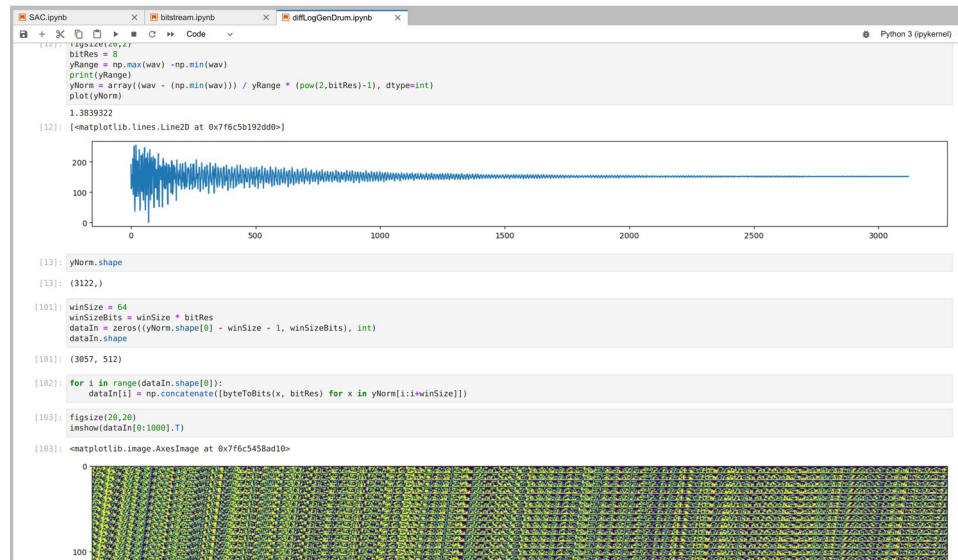 SAC.ipynb
bitstream.ipynb
diffLogGenDrum.ipynb
Code
Python 3 (ipykernel)
[12]: figsize(20,2)
bitRes = 8
yRange = np.max(wav) -np.min(wav)
print(yRange)
yNorm = array((wav - (np.min(wav))) / yRange * (pow(2,bitRes)-1), dtype=int)
plot(yNorm)
1.3839322
[12]: [<matplotlib.lines.Line2D at 0x7f6c5b192dd0>]
200
100
0
0 500 1000 1500 2000 2500 3000
[13]: yNorm.shape
[13]: (3122,)
[101]: winSize = 64
winSizeBits = winSize * bitRes
dataIn = zeros((yNorm.shape[0] - winSize - 1, winSizeBits), int)
dataIn.shape
[101]: (3057, 512)
[102]: for i in range(dataIn.shape[0]):
dataIn[i] = np.concatenate([byteToBits(x, bitRes) for x in yNorm[i:i+winSize]])
[103]: figsize(20,20)
imshow(dataIn[0:1000].T)
[103]: <matplotlib.image.AxesImage at 0x7f6c5458ad10>
0
100